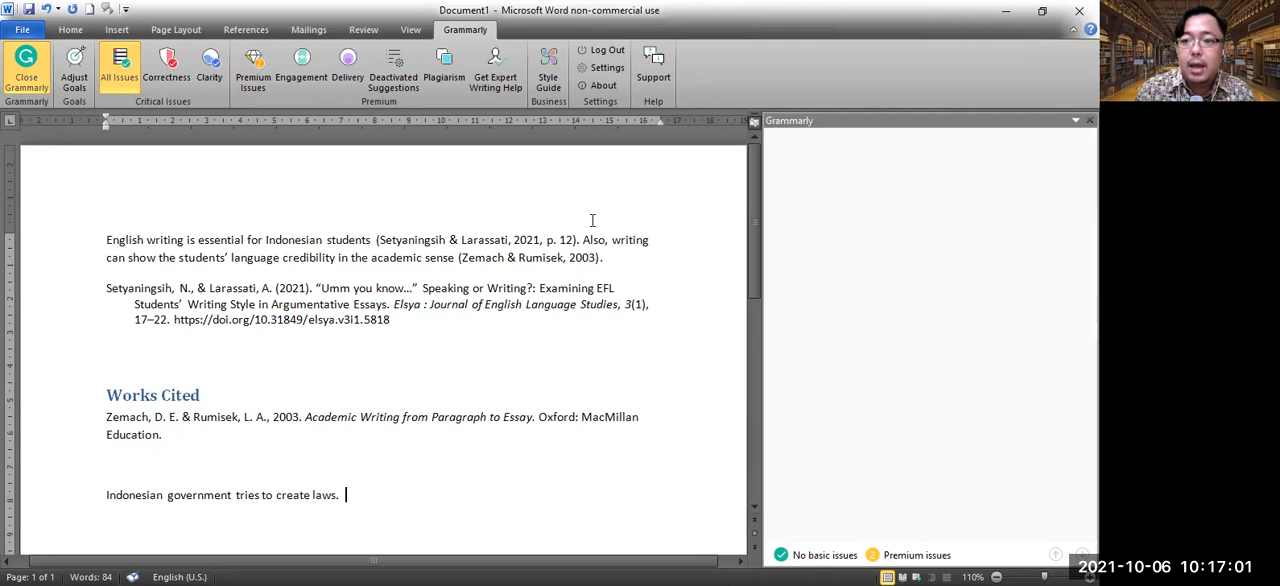 Document1 - Microsoft Word non-commercial use
File Home Insert Page Layout References Mailings Review View Grammarly
Close Grammarly
Adjust Goals
All Issues
Correctness
Clarity
Premium Issues
Engagement
Delivery
Deactivated Suggestions
Plagiarism
Get Expert Writing Help
Style Guide
Log Out
Settings
About
Support
Grammarly Goals Critical Issues Premium Business Settings Help
Grammarly
English writing is essential for Indonesian students (Setyaningsih & Larassati, 2021, p. 12). Also, writing
can show the students' language credibility in the academic sense (Zemach & Rumisek, 2003).
Setyaningsih, N., & Larassati, A. (2021). “Umm you know…” Speaking or Writing?: Examining EFL
Students’ Writing Style in Argumentative Essays. Elsya : Journal of English Language Studies, 3(1),
17–22. https://doi.org/10.31849/elsya.v3i1.5818
Works Cited
Zemach, D. E. & Rumisek, L. A., 2003. Academic Writing from Paragraph to Essay. Oxford: MacMillan
Education.
Indonesian government tries to create laws.
No basic issues 2 Premium issues
Page: 1 of 1 Words: 84 English (U.S.) 110%
2021-10-06 10:17:01